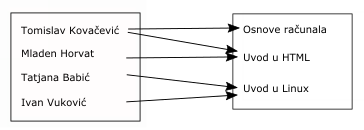 Tomislav Kovačević
Mladen Horvat
Tatjana Babić
Ivan Vuković
Osnove računala
Uvod u HTML
Uvod u Linux